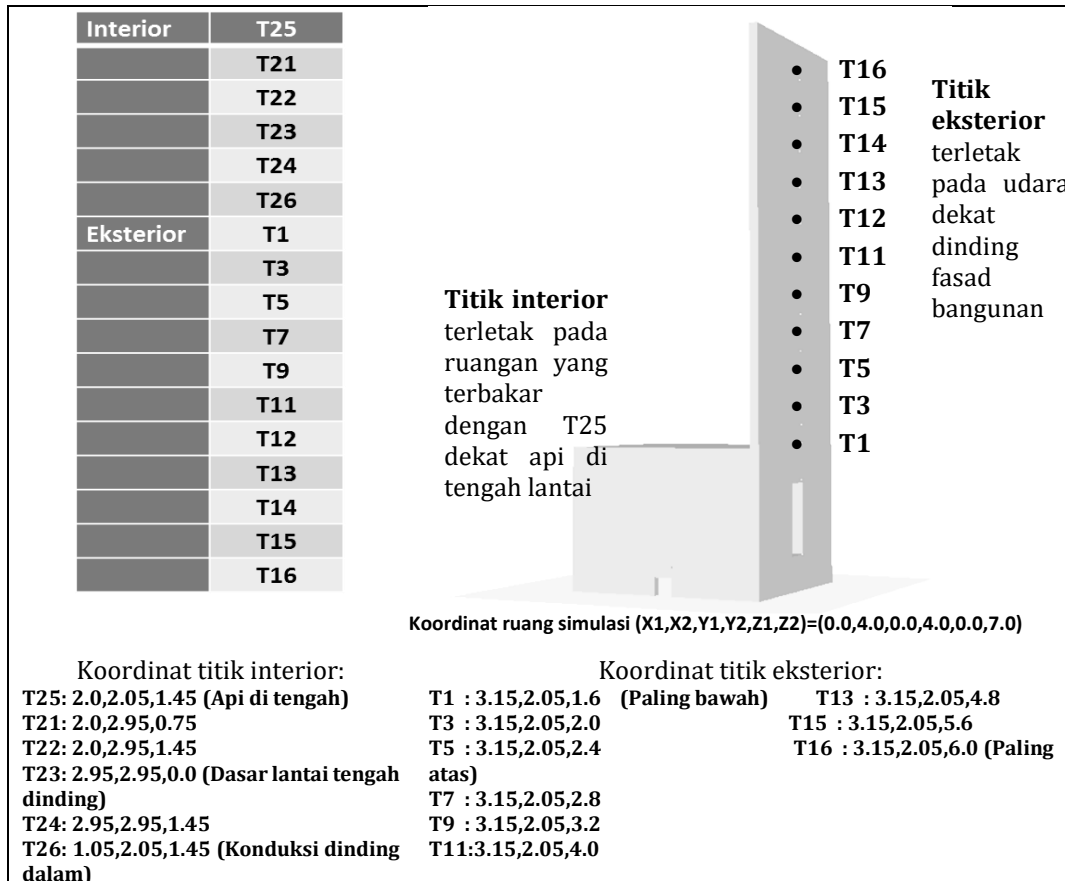 Interior T25
T21
T22
T23
T24
T26
Eksterior T1
T3
T5
T7
T9
T11
T12
T13
T14
T15
T16
Titik interior
terletak pada
ruangan yang
terbakar
dengan T25
dekat api di
tengah lantai
T16
T15
T14
T13
T12
T11
T9
T7
T5
T3
T1
Titik
eksterior
terletak
pada udara
dekat
dinding
fasad
bangunan
Koordinat ruang simulasi (X1,X2,Y1,Y2,Z1,Z2)=(0.0,4.0,0.0,4.0,0.0,7.0)
Koordinat titik interior:
T25: 2.0,2.05,1.45 (Api di tengah)
T21: 2.0,2.95,0.75
T22: 2.0,2.95,1.45
T23: 2.95,2.95,0.0 (Dasar lantai tengah
dinding)
T24: 2.95,2.95,1.45
T26: 1.05,2.05,1.45 (Konduksi dinding
dalam)
Koordinat titik eksterior:
T1 : 3.15,2.05,1.6 (Paling bawah) T13 : 3.15,2.05,4.8
T3 : 3.15,2.05,2.0 T15 : 3.15,2.05,5.6
T5 : 3.15,2.05,2.4 T16 : 3.15,2.05,6.0 (Paling
atas)
T7 : 3.15,2.05,2.8
T9 : 3.15,2.05,3.2
T11:3.15,2.05,4.0